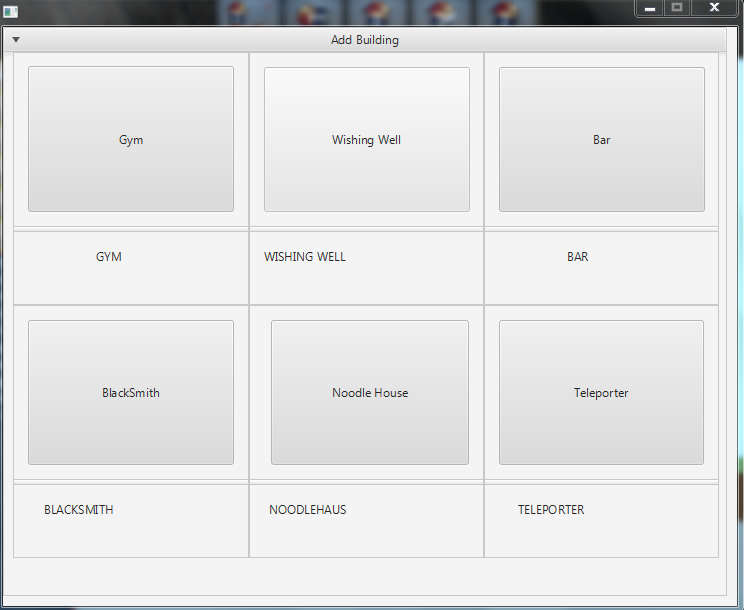 Add Building
Gym
Wishing Well
Bar
GYM
WISHING WELL
BAR
BlackSmith
Noodle House
Teleporter
BLACKSMITH
NOODLEHAUS
TELEPORTER